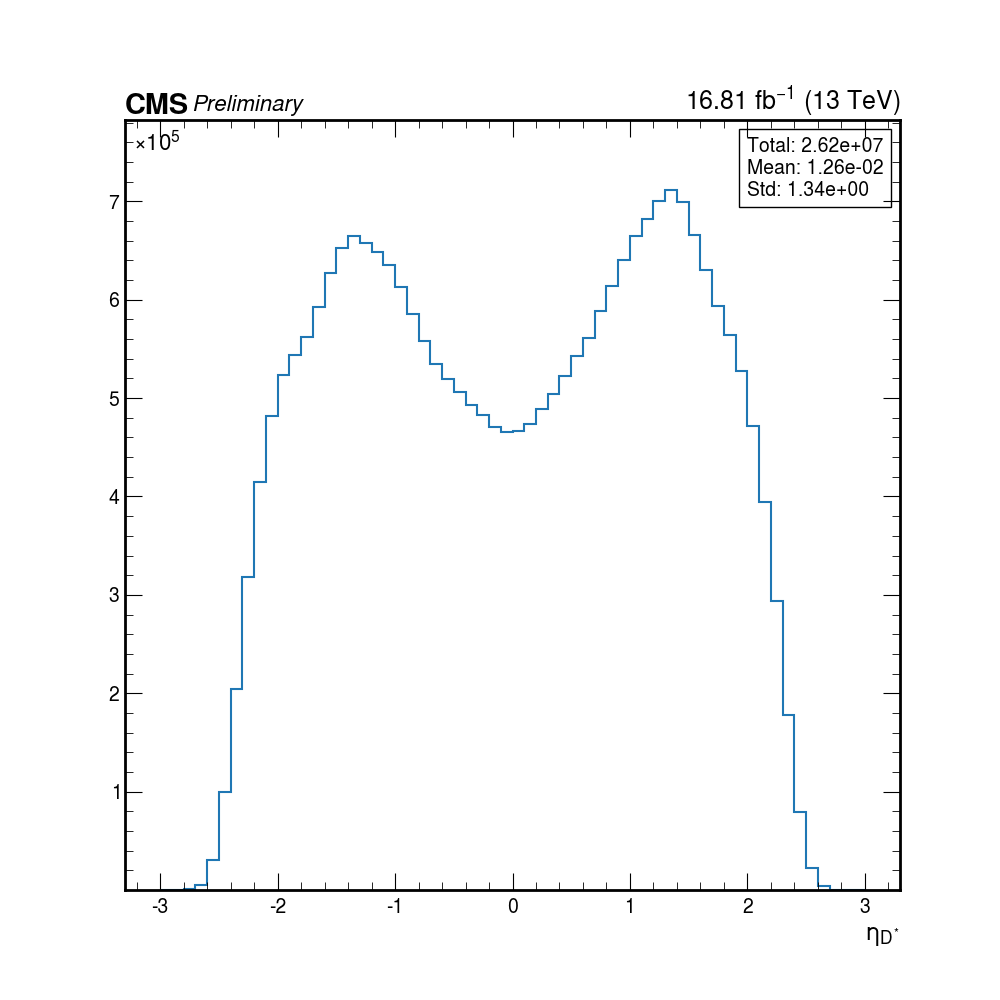 CMS Preliminary
16.81 fb⁻¹ (13 TeV)
×10⁵
Total: 2.62e+07
Mean: 1.26e-02
Std: 1.34e+00
7
6
5
4
3
2
1
-3 -2 -1 0 1 2 3
η_D*